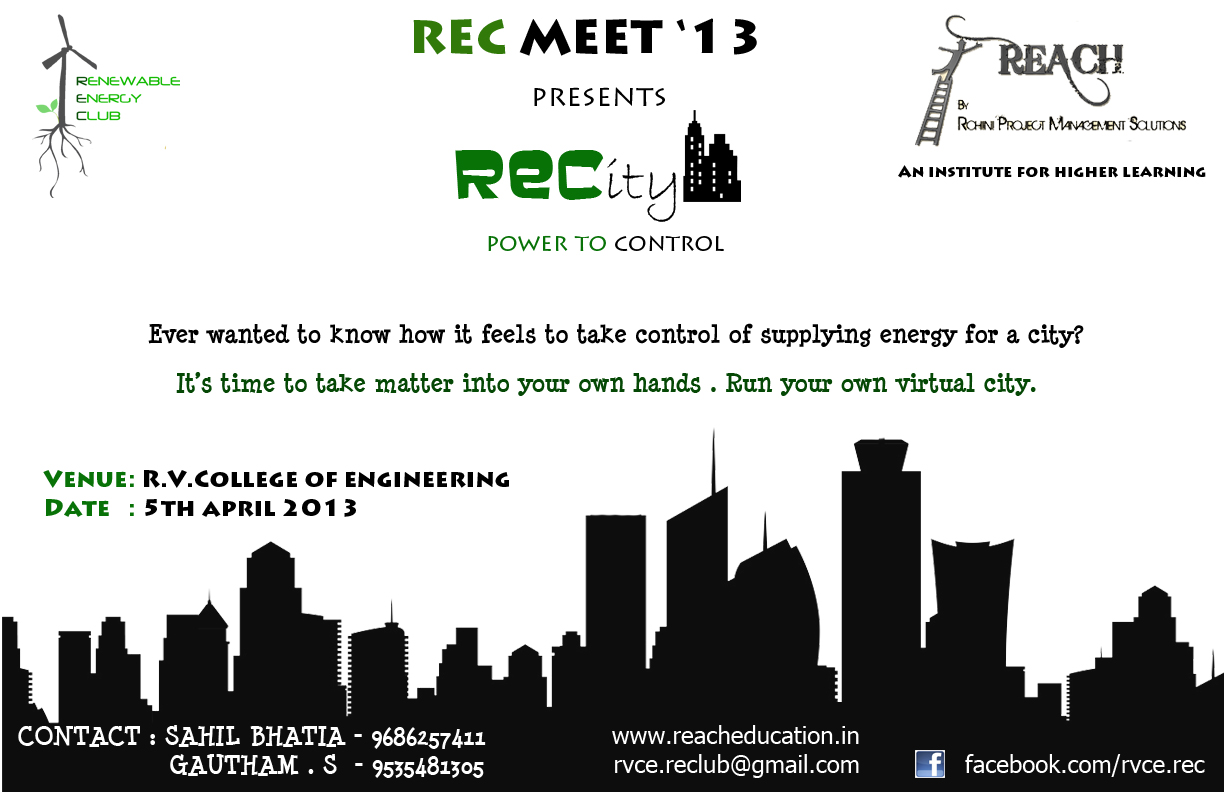 REC MEET '13
RENEWABLE
ENERGY
CLUB
PRESENTS
RECity
POWER TO CONTROL
REACH
BY
ROHINI PROJECT MANAGEMENT SOLUTIONS
AN INSTITUTE FOR HIGHER LEARNING
Ever wanted to know how it feels to take control of supplying energy for a city?
It's time to take matter into your own hands . Run your own virtual city.
VENUE: R.V.COLLEGE OF ENGINEERING
DATE : 5TH APRIL 2013
CONTACT : SAHIL BHATIA - 9686257411
GAUTHAM . S - 9535481305
www.reacheducation.in
rvce.reclub@gmail.com
f facebook.com/rvce.rec